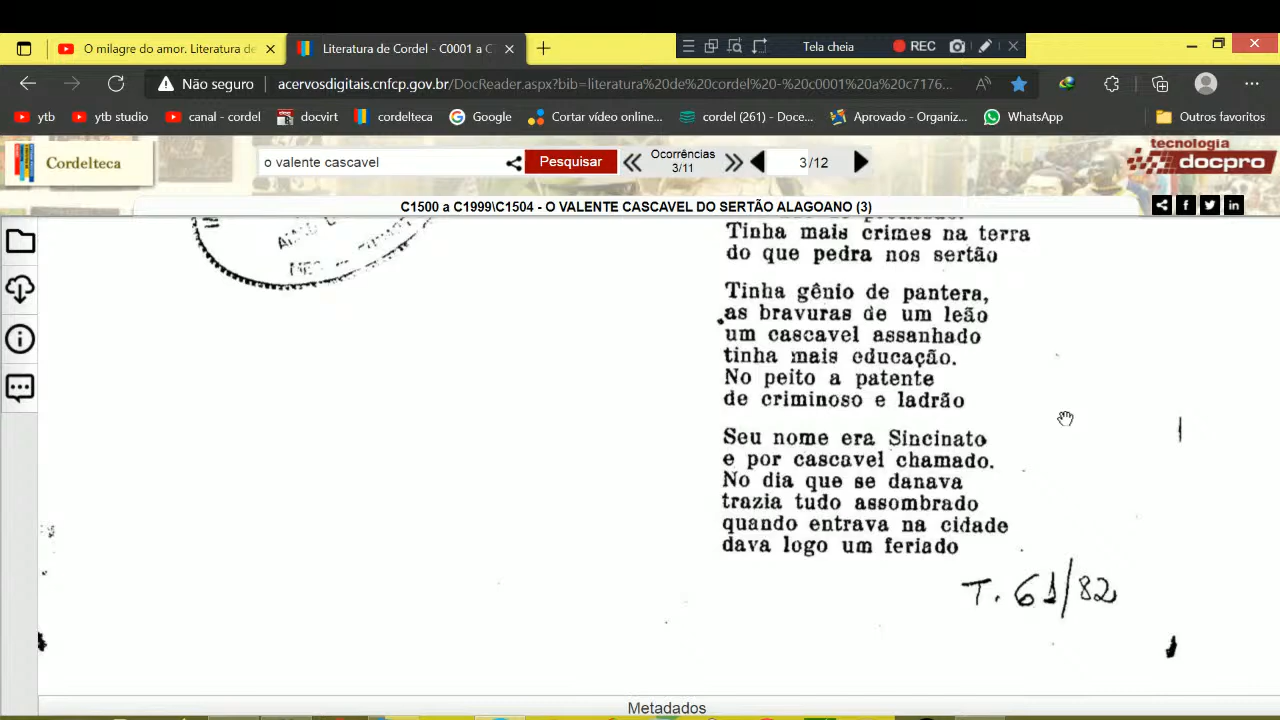 O milagre do amor. Literatura de
Literatura de Cordel - C0001 a C
Tela cheia
REC
Não seguro
acervosdigitais.cnfcp.gov.br/DocReader.aspx?bib=literatura%20de%20cordel%20-%20c0001%20a%20c7176...
ytb
ytb studio
canal - cordel
docvirt
cordelteca
Google
Cortar vídeo online...
cordel (261) - Doce...
Aprovado - Organiz...
WhatsApp
Outros favoritos
Cordelteca
o valente cascavel
Pesquisar
Ocorrências
3/11
3 /12
tecnologia
docpro
C1500 a C1999\C1504 - O VALENTE CASCAVEL DO SERTÃO ALAGOANO (3)
Tinha mais crimes na terra
do que pedra nos sertão
Tinha gênio de pantera,
as bravuras de um leão
um cascavel assanhado
tinha mais educação.
No peito a patente
de criminoso e ladrão
Seu nome era Sincinato
e por cascavel chamado.
No dia que se danava
trazia tudo assombrado
quando entrava na cidade
dava logo um feriado
T. 61/82
Metadados